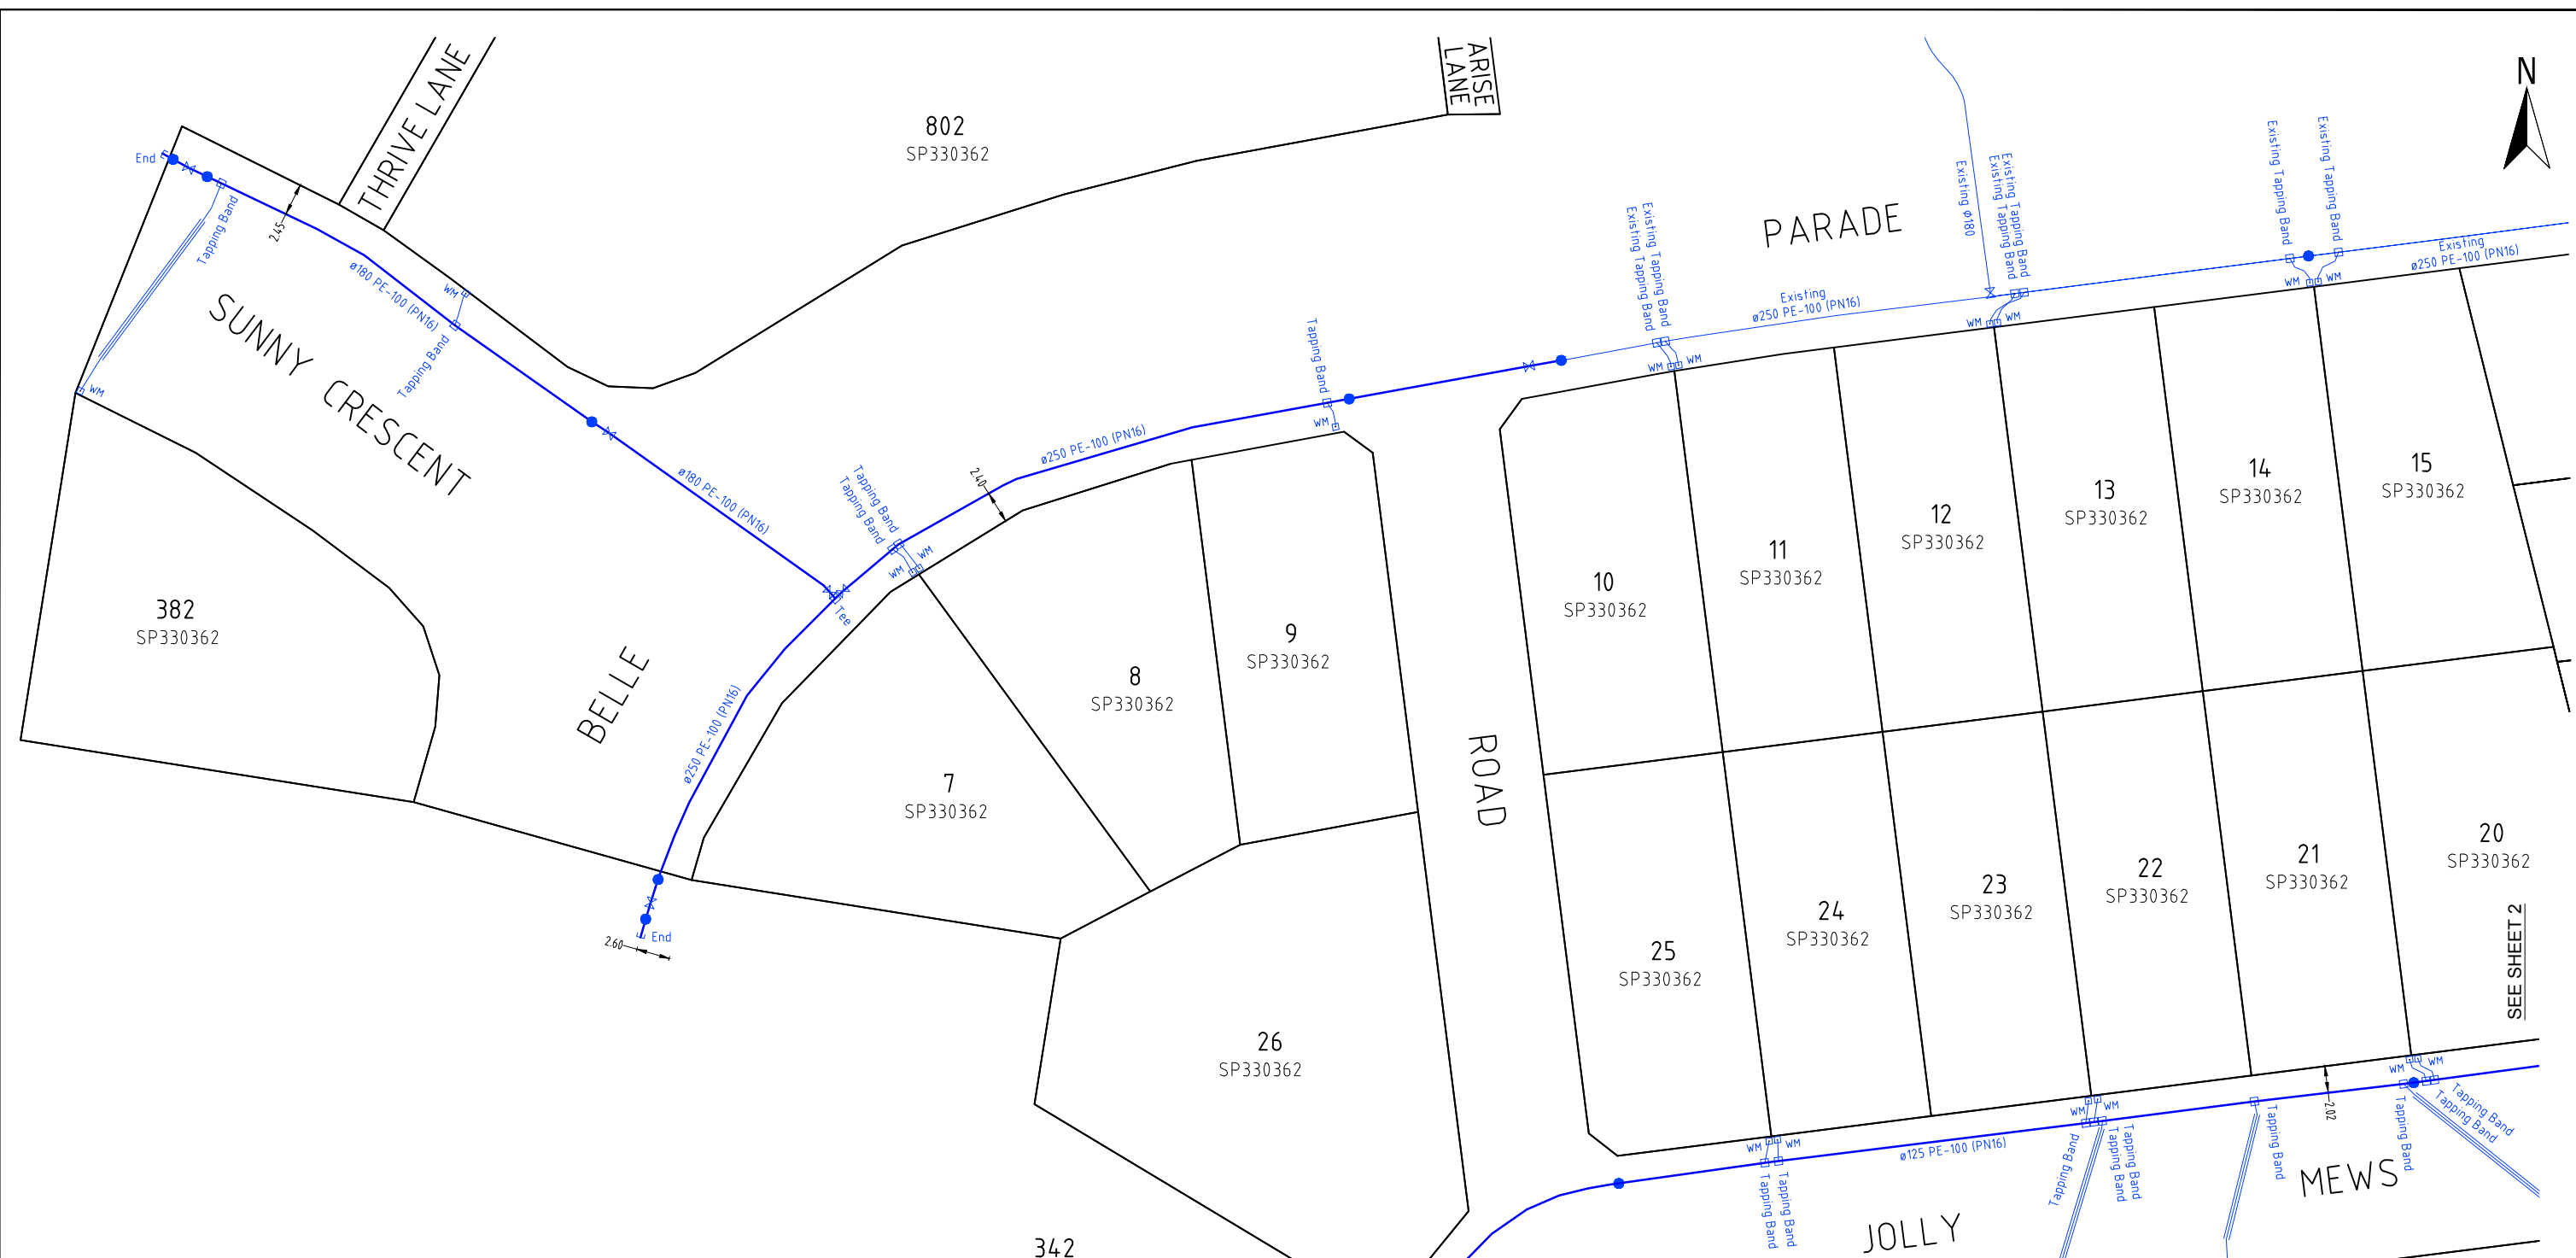 THRIVE LANE
802
SP330362
ARISE
LANE
N
End
Tapping Band
2.45
ø180 PE-100 (PN16)
WM
Tapping Band
WM
SUNNY CRESCENT
PARADE
Existing ø180
Existing Tapping Band
Existing Tapping Band
Existing Tapping Band
Existing Tapping Band
Existing Tapping Band
Existing Tapping Band
Existing
ø250 PE-100 (PN16)
Existing
ø250 PE-100 (PN16)
WM
WM
WM
WM
WM
WM
Tapping Band
WM
ø250 PE-100 (PN16)
2.40
ø180 PE-100 (PN16)
Tapping Band
Tapping Band
WM
WM
Tee
382
SP330362
BELLE
ø250 PE-100 (PN16)
7
SP330362
8
SP330362
9
SP330362
ROAD
10
SP330362
11
SP330362
12
SP330362
13
SP330362
14
SP330362
15
SP330362
End
2.60
26
SP330362
25
SP330362
24
SP330362
23
SP330362
22
SP330362
21
SP330362
20
SP330362
SEE SHEET 2
WM
WM
Tapping Band
Tapping Band
ø125 PE-100 (PN16)
WM
WM
Tapping Band
Tapping Band
Tapping Band
Tapping Band
2.02
WM
WM
Tapping Band
Tapping Band
Tapping Band
JOLLY
MEWS
342